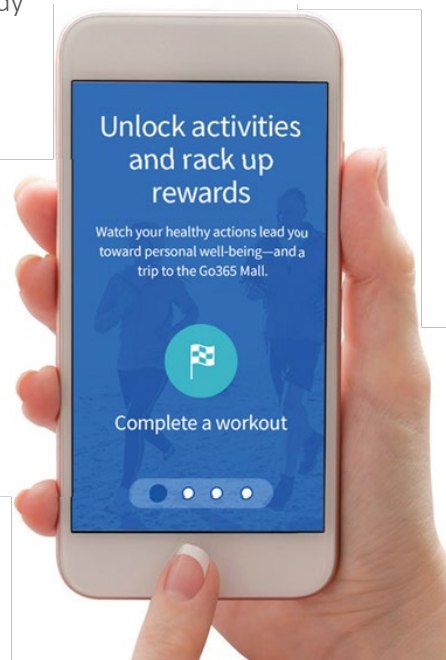 dy
Unlock activities
and rack up
rewards
Watch your healthy actions lead you
toward personal well-being—and a
trip to the Go365 Mall.
Complete a workout